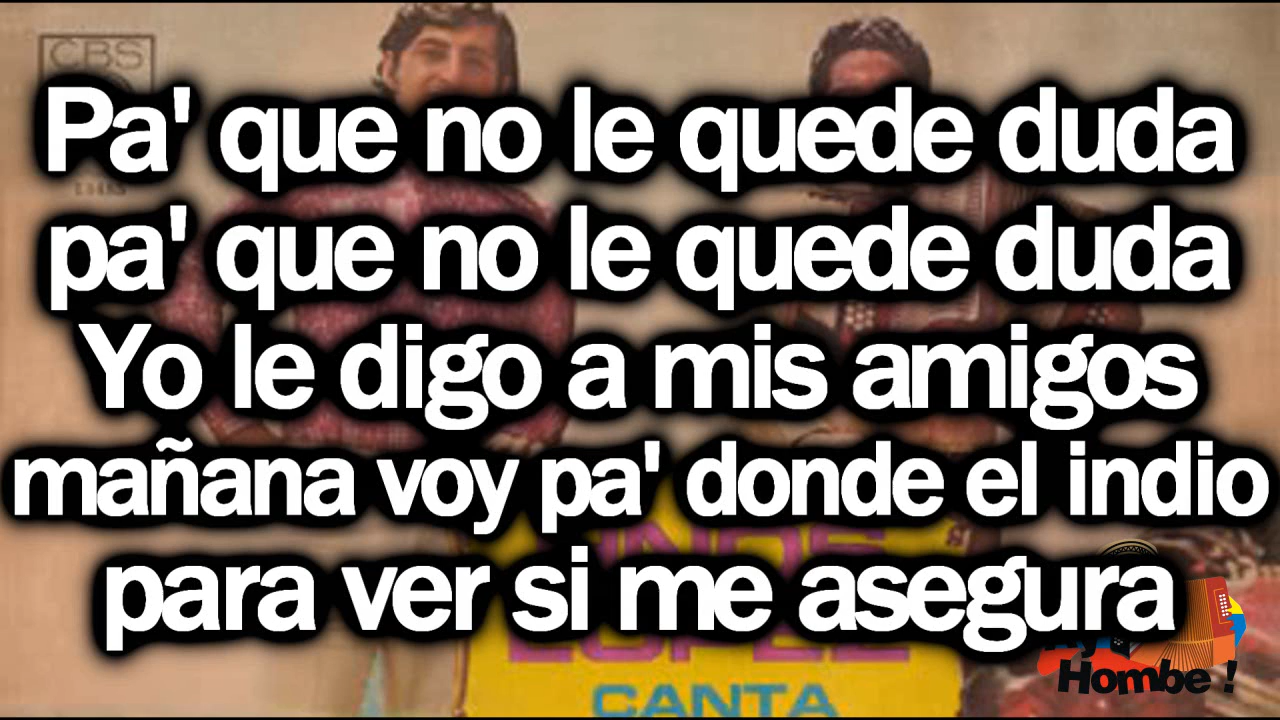 CBS
Pa' que no le quede duda
pa' que no le quede duda
Yo le digo a mis amigos
mañana voy pa' donde el indio
para ver si me asegura
LOPEZ
CANTA
Hombe !